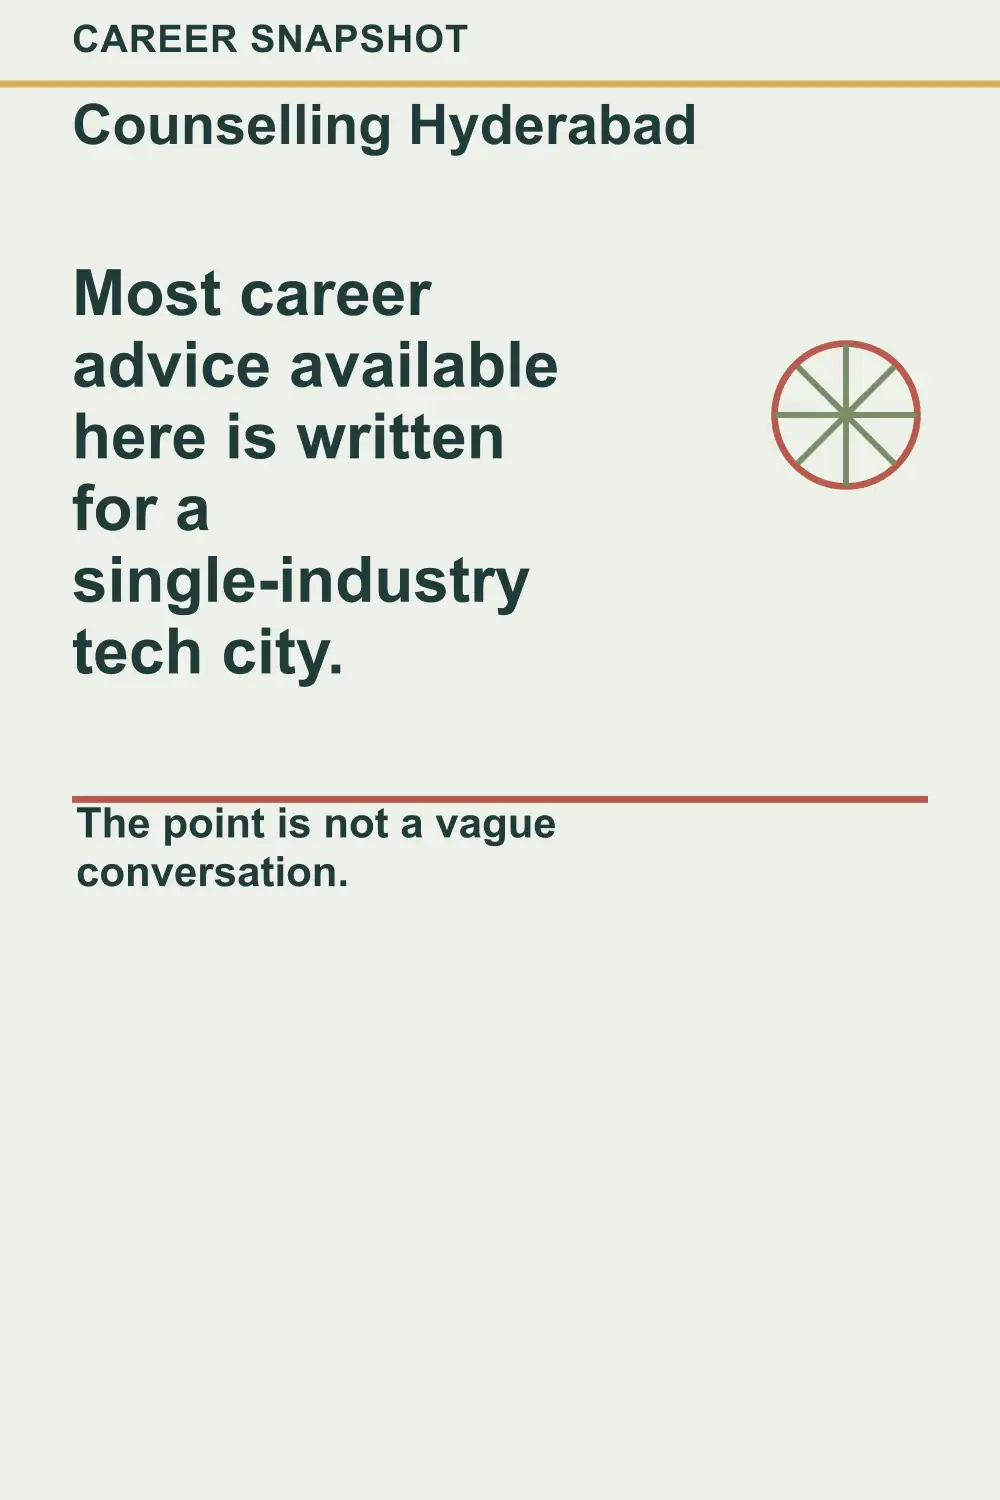 CAREER SNAPSHOT
Counselling Hyderabad
Most career
advice available
here is written
for a
single-industry
tech city.
The point is not a vague
conversation.